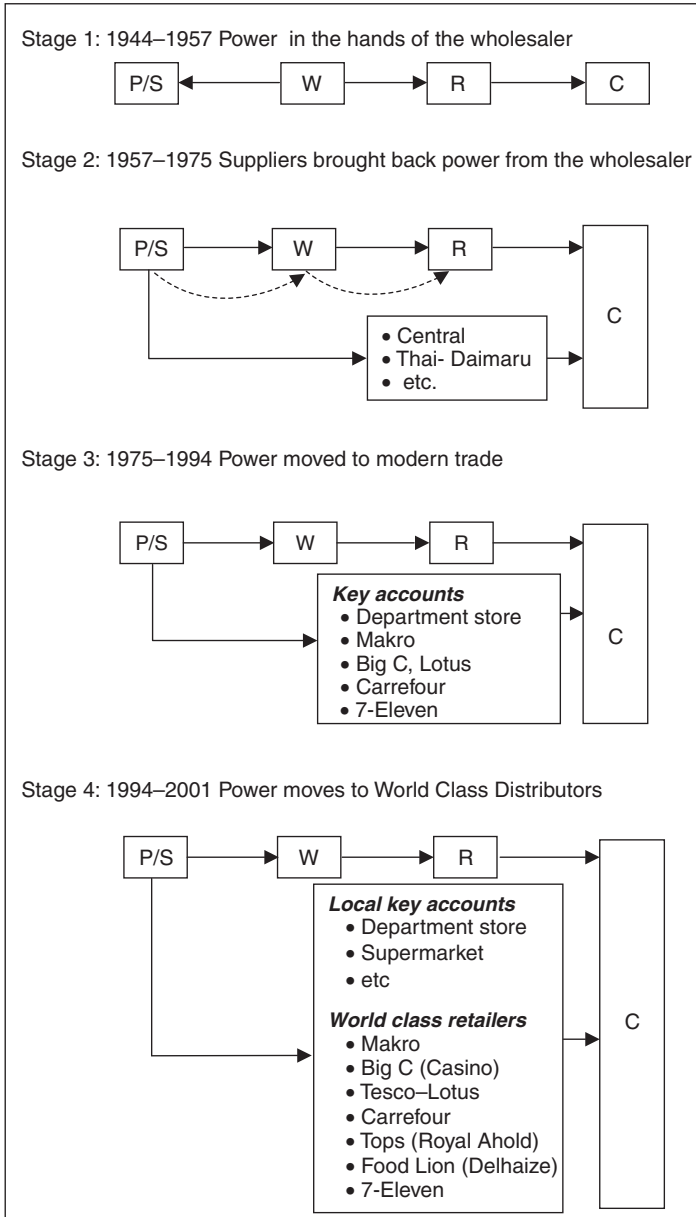 Stage 1: 1944–1957 Power in the hands of the wholesaler
P/S W R C
Stage 2: 1957–1975 Suppliers brought back power from the wholesaler
P/S W R
C
• Central
• Thai- Daimaru
• etc.
Stage 3: 1975–1994 Power moved to modern trade
P/S W R
Key accounts
• Department store
• Makro
C
• Big C, Lotus
• Carrefour
• 7-Eleven
Stage 4: 1994–2001 Power moves to World Class Distributors
P/S W R
Local key accounts
• Department store
• Supermarket
• etc
World class retailers
C
• Makro
• Big C (Casino)
• Tesco–Lotus
• Carrefour
• Tops (Royal Ahold)
• Food Lion (Delhaize)
• 7-Eleven